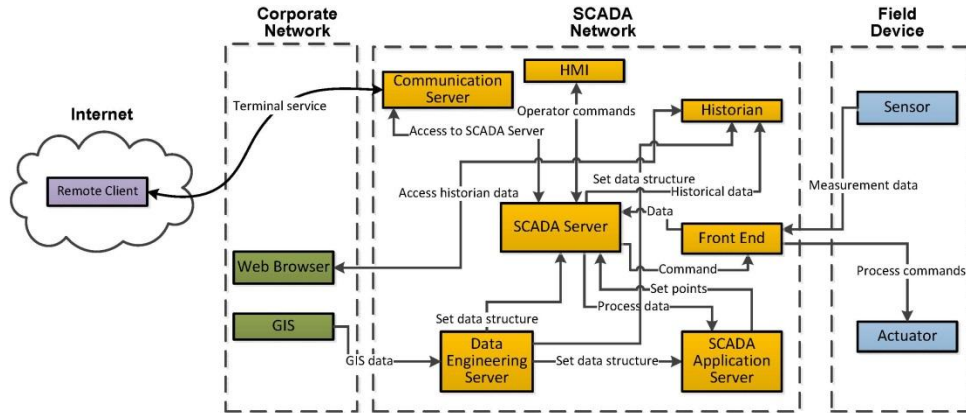 Corporate
Network
SCADA
Network
Field
Device
Internet
Remote Client
Terminal service
Communication
Server
HMI
Operator commands
Historian
Sensor
Access to SCADA Server
Access historian data
Set data structure
Historical data
Measurement data
SCADA Server
Data
Front End
Web Browser
Command
Process commands
Set points
Process data
GIS
Set data structure
GIS data
Data
Engineering
Server
Set data structure
SCADA
Application
Server
Actuator